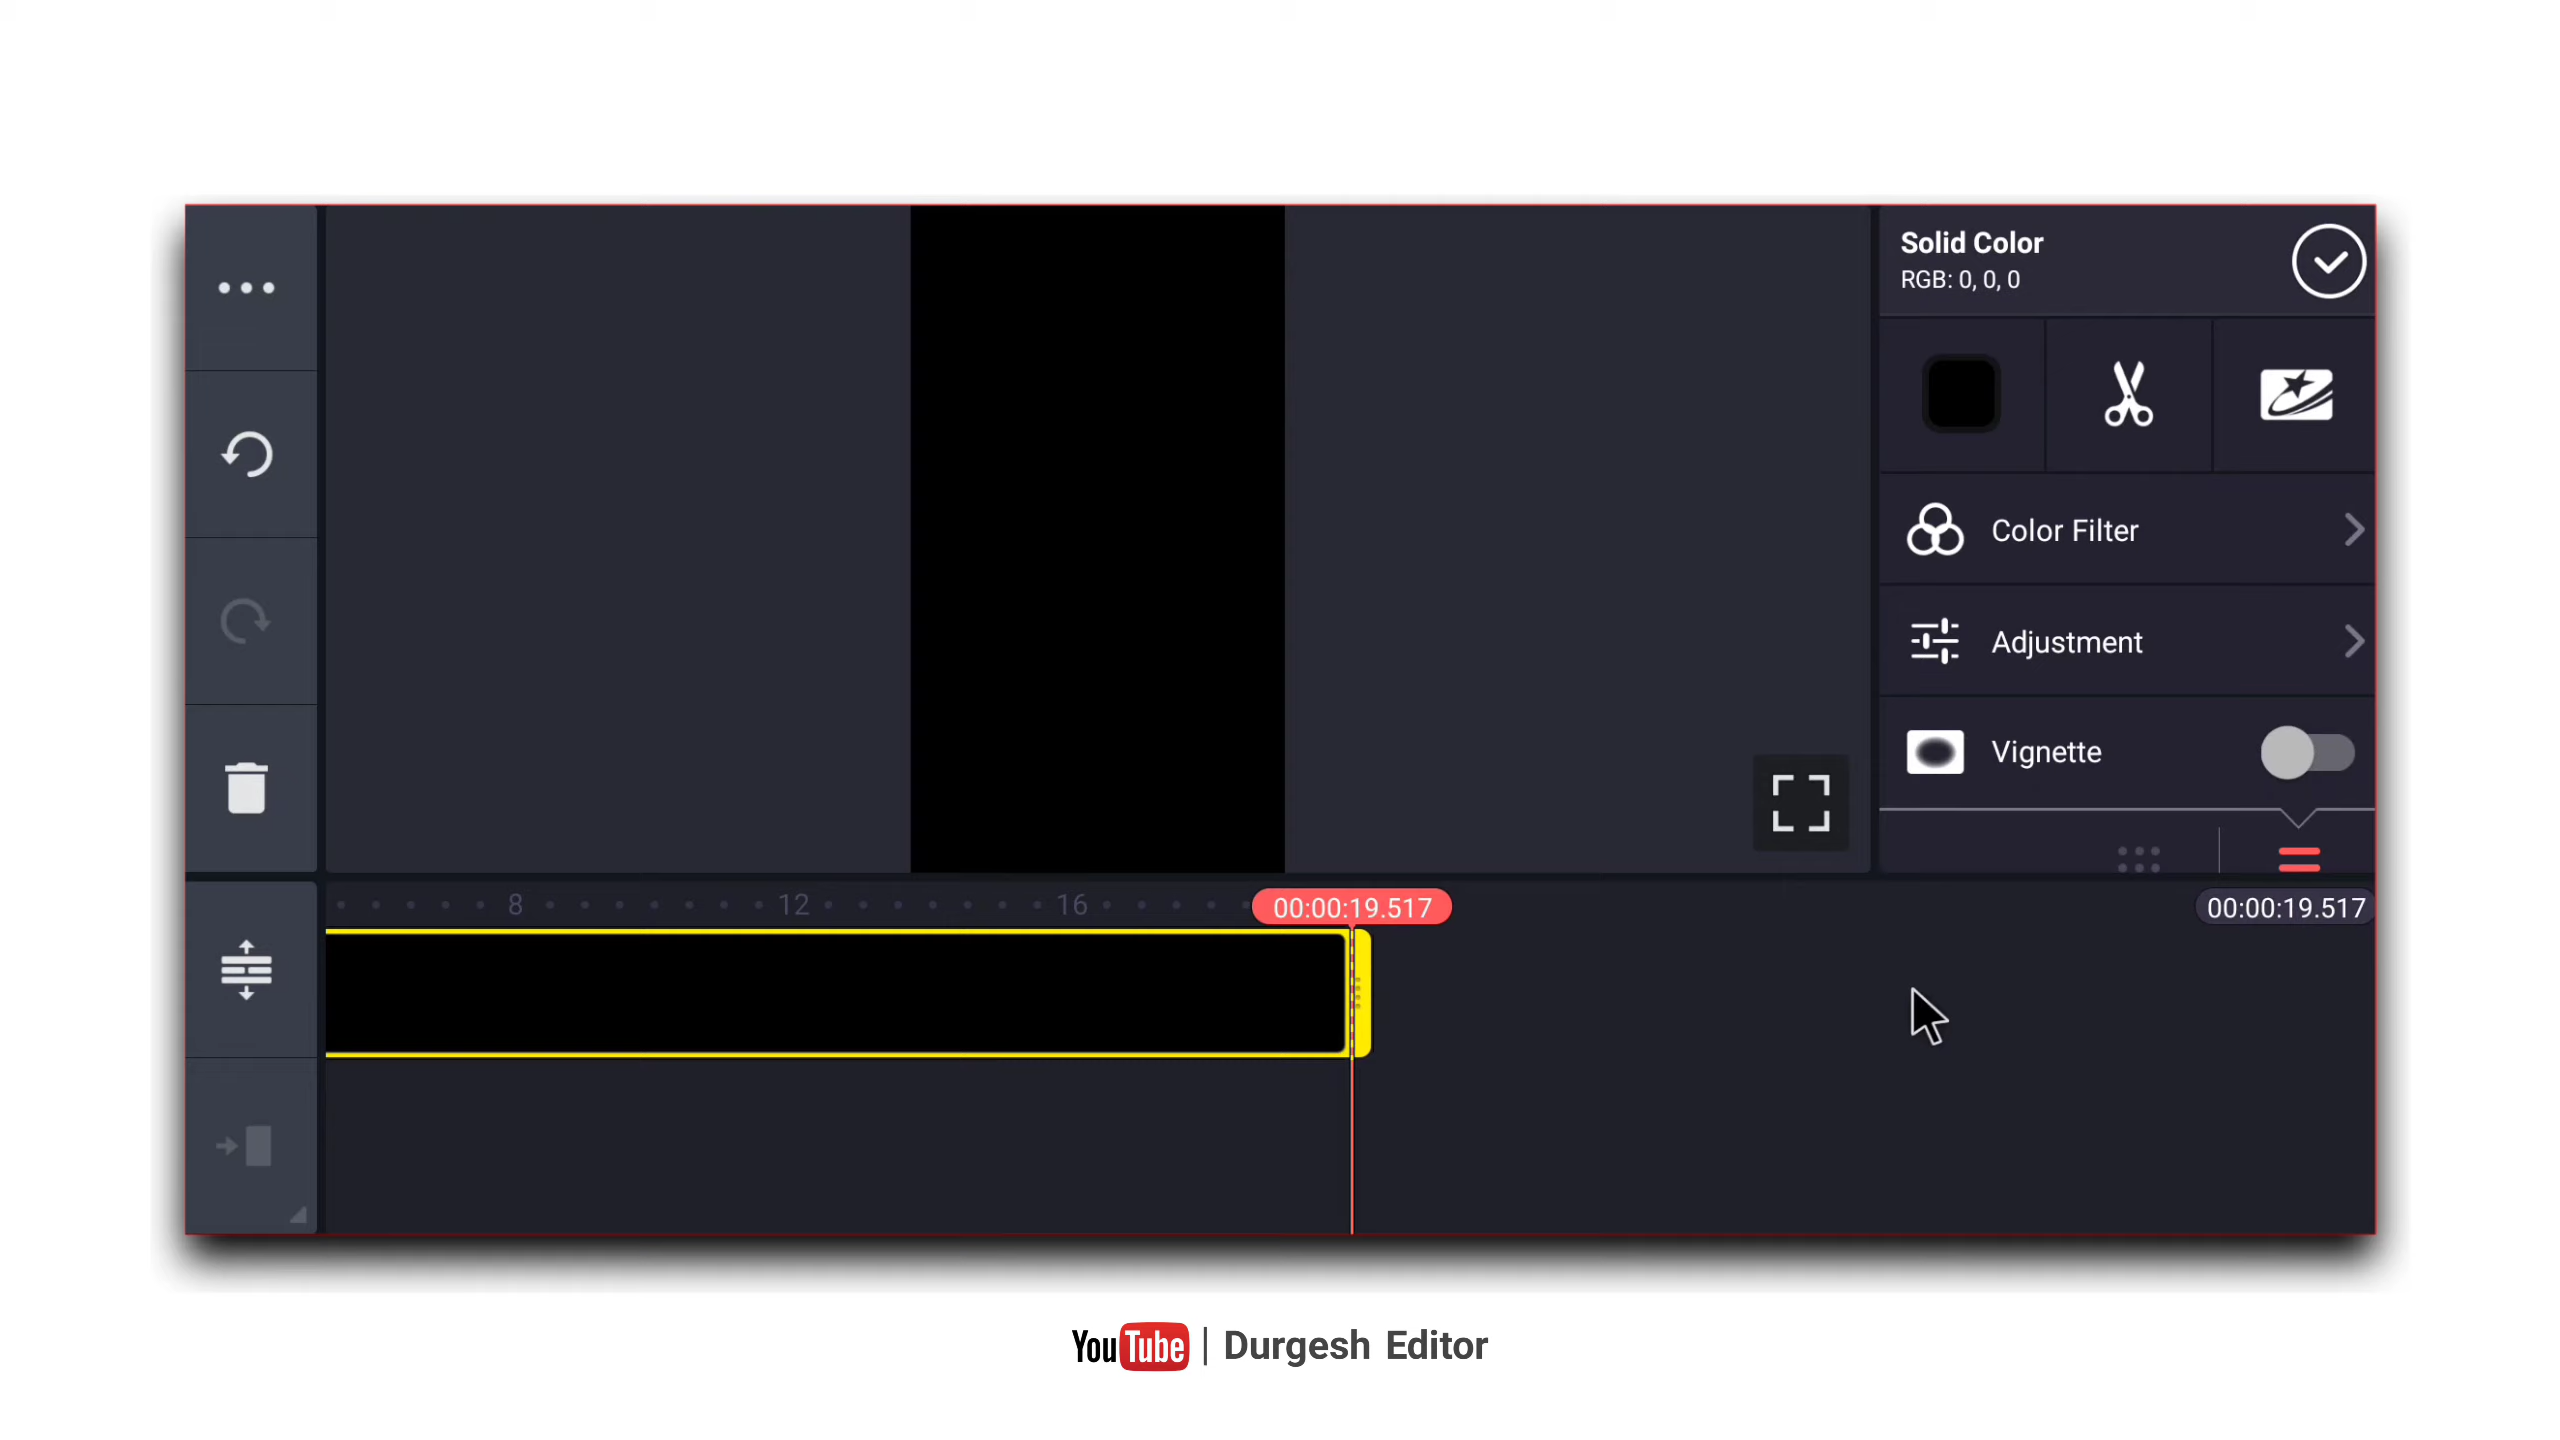 Solid Color
RGB: 0, 0, 0
Color Filter
Adjustment
Vignette
8 12 16 00:00:19.517 00:00:19.517
YouTube | Durgesh Editor